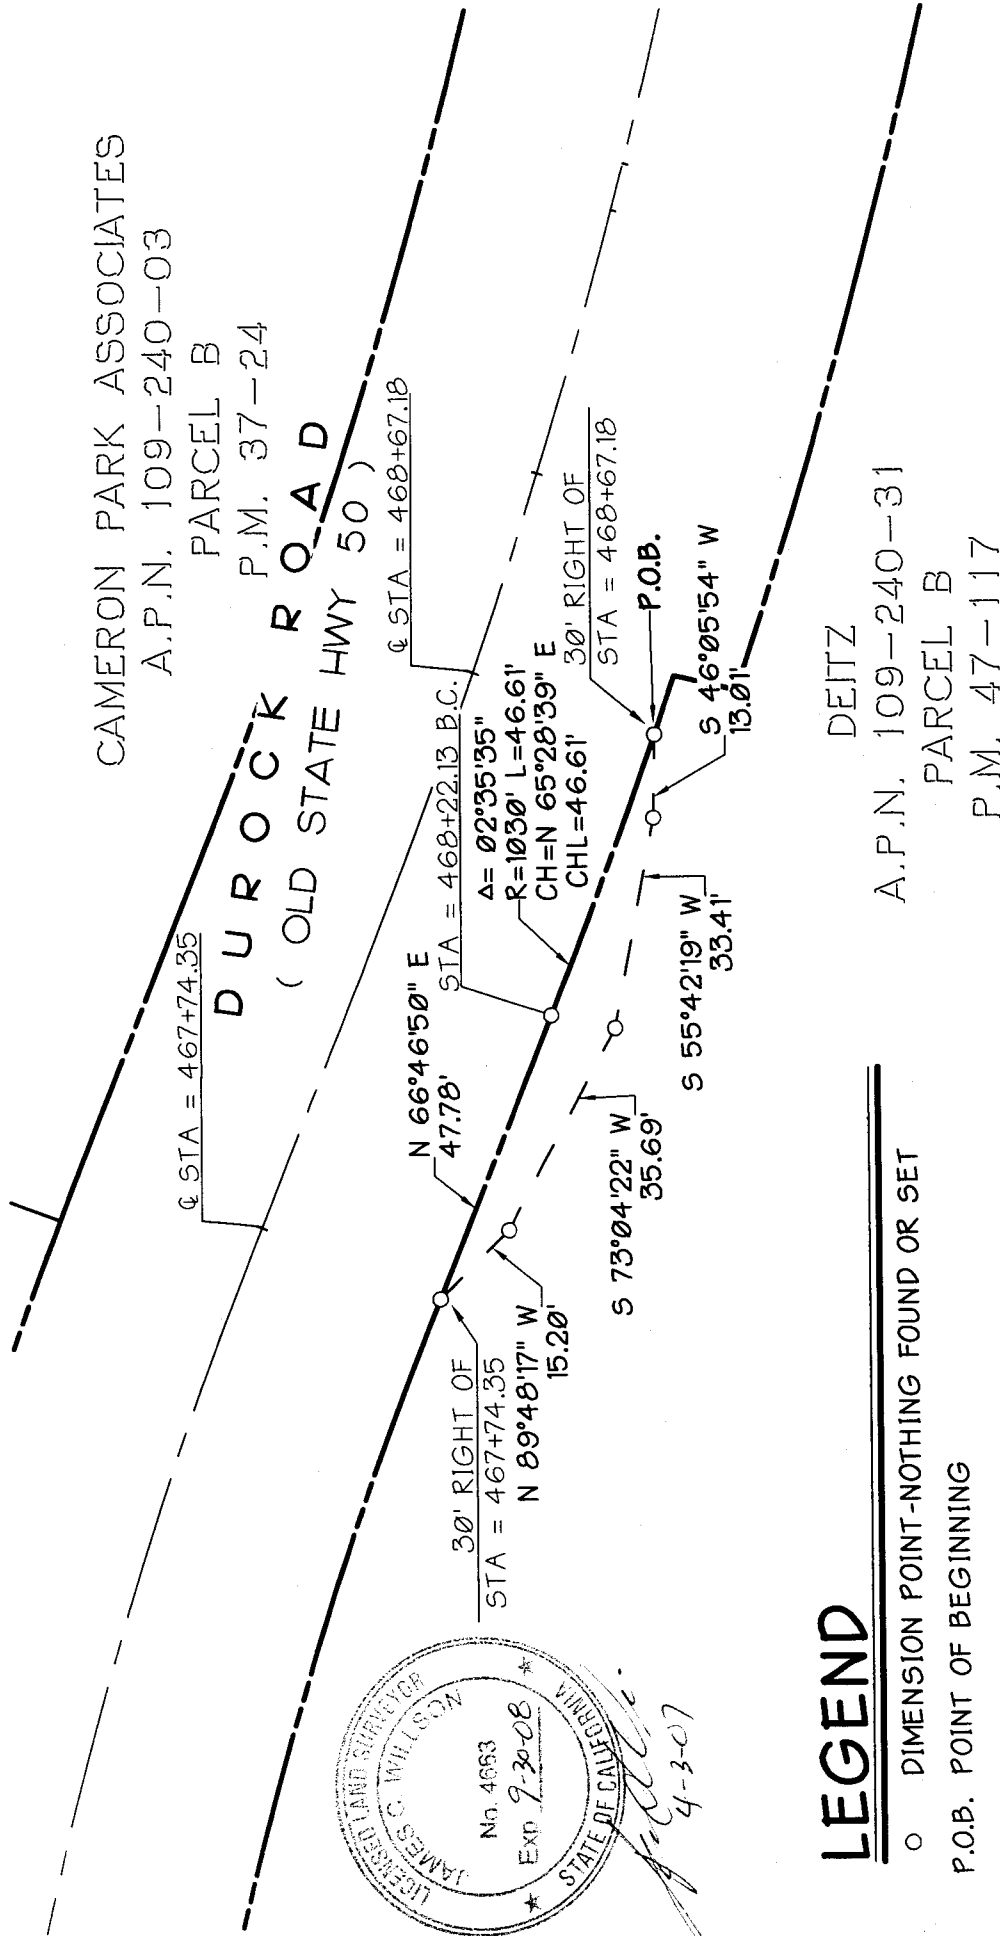 CAMERON PARK ASSOCIATES
A.P.N. 109-240-03
PARCEL B
P.M. 37-24
DUROCK ROAD
( OLD STATE HWY 50 )
℄ STA = 467+74.35
℄ STA = 468+67.18
STA = 468+22.13 B.C.
Δ= 02°35'35"
R=1030' L=46.61'
CH=N 65°28'39" E
CHL=46.61'
30' RIGHT OF
STA = 468+67.18
P.O.B.
N 66°46'50" E
47.78'
S 46°05'54" W
13.01'
S 55°42'19" W
33.41'
S 73°04'22" W
35.69'
N 89°48'17" W
15.20'
30' RIGHT OF
STA = 467+74.35
DEITZ
A.P.N. 109-240-31
PARCEL B
P.M. 47-117
LICENSED LAND SURVEYOR
JAMES C. WILLSON
No. 4663
Exp. 9-30-08
STATE OF CALIFORNIA
4-3-07
LEGEND
○ DIMENSION POINT-NOTHING FOUND OR SET
P.O.B. POINT OF BEGINNING